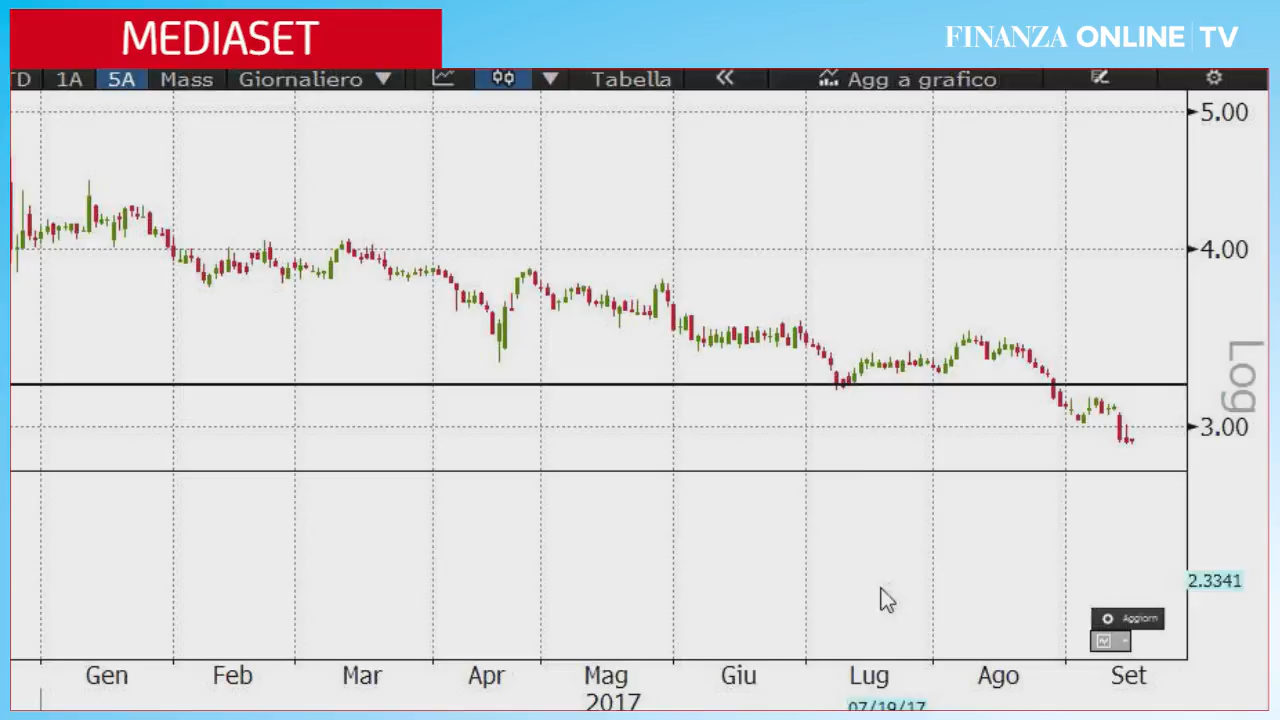 MEDIASET
FINANZA ONLINE TV
TD 1A 5A Mass Giornaliero Tabella Agg a grafico
5.00
4.00
3.00
Log
2.3341
Aggiorn
Gen Feb Mar Apr Mag Giu Lug Ago Set
2017
07/19/17